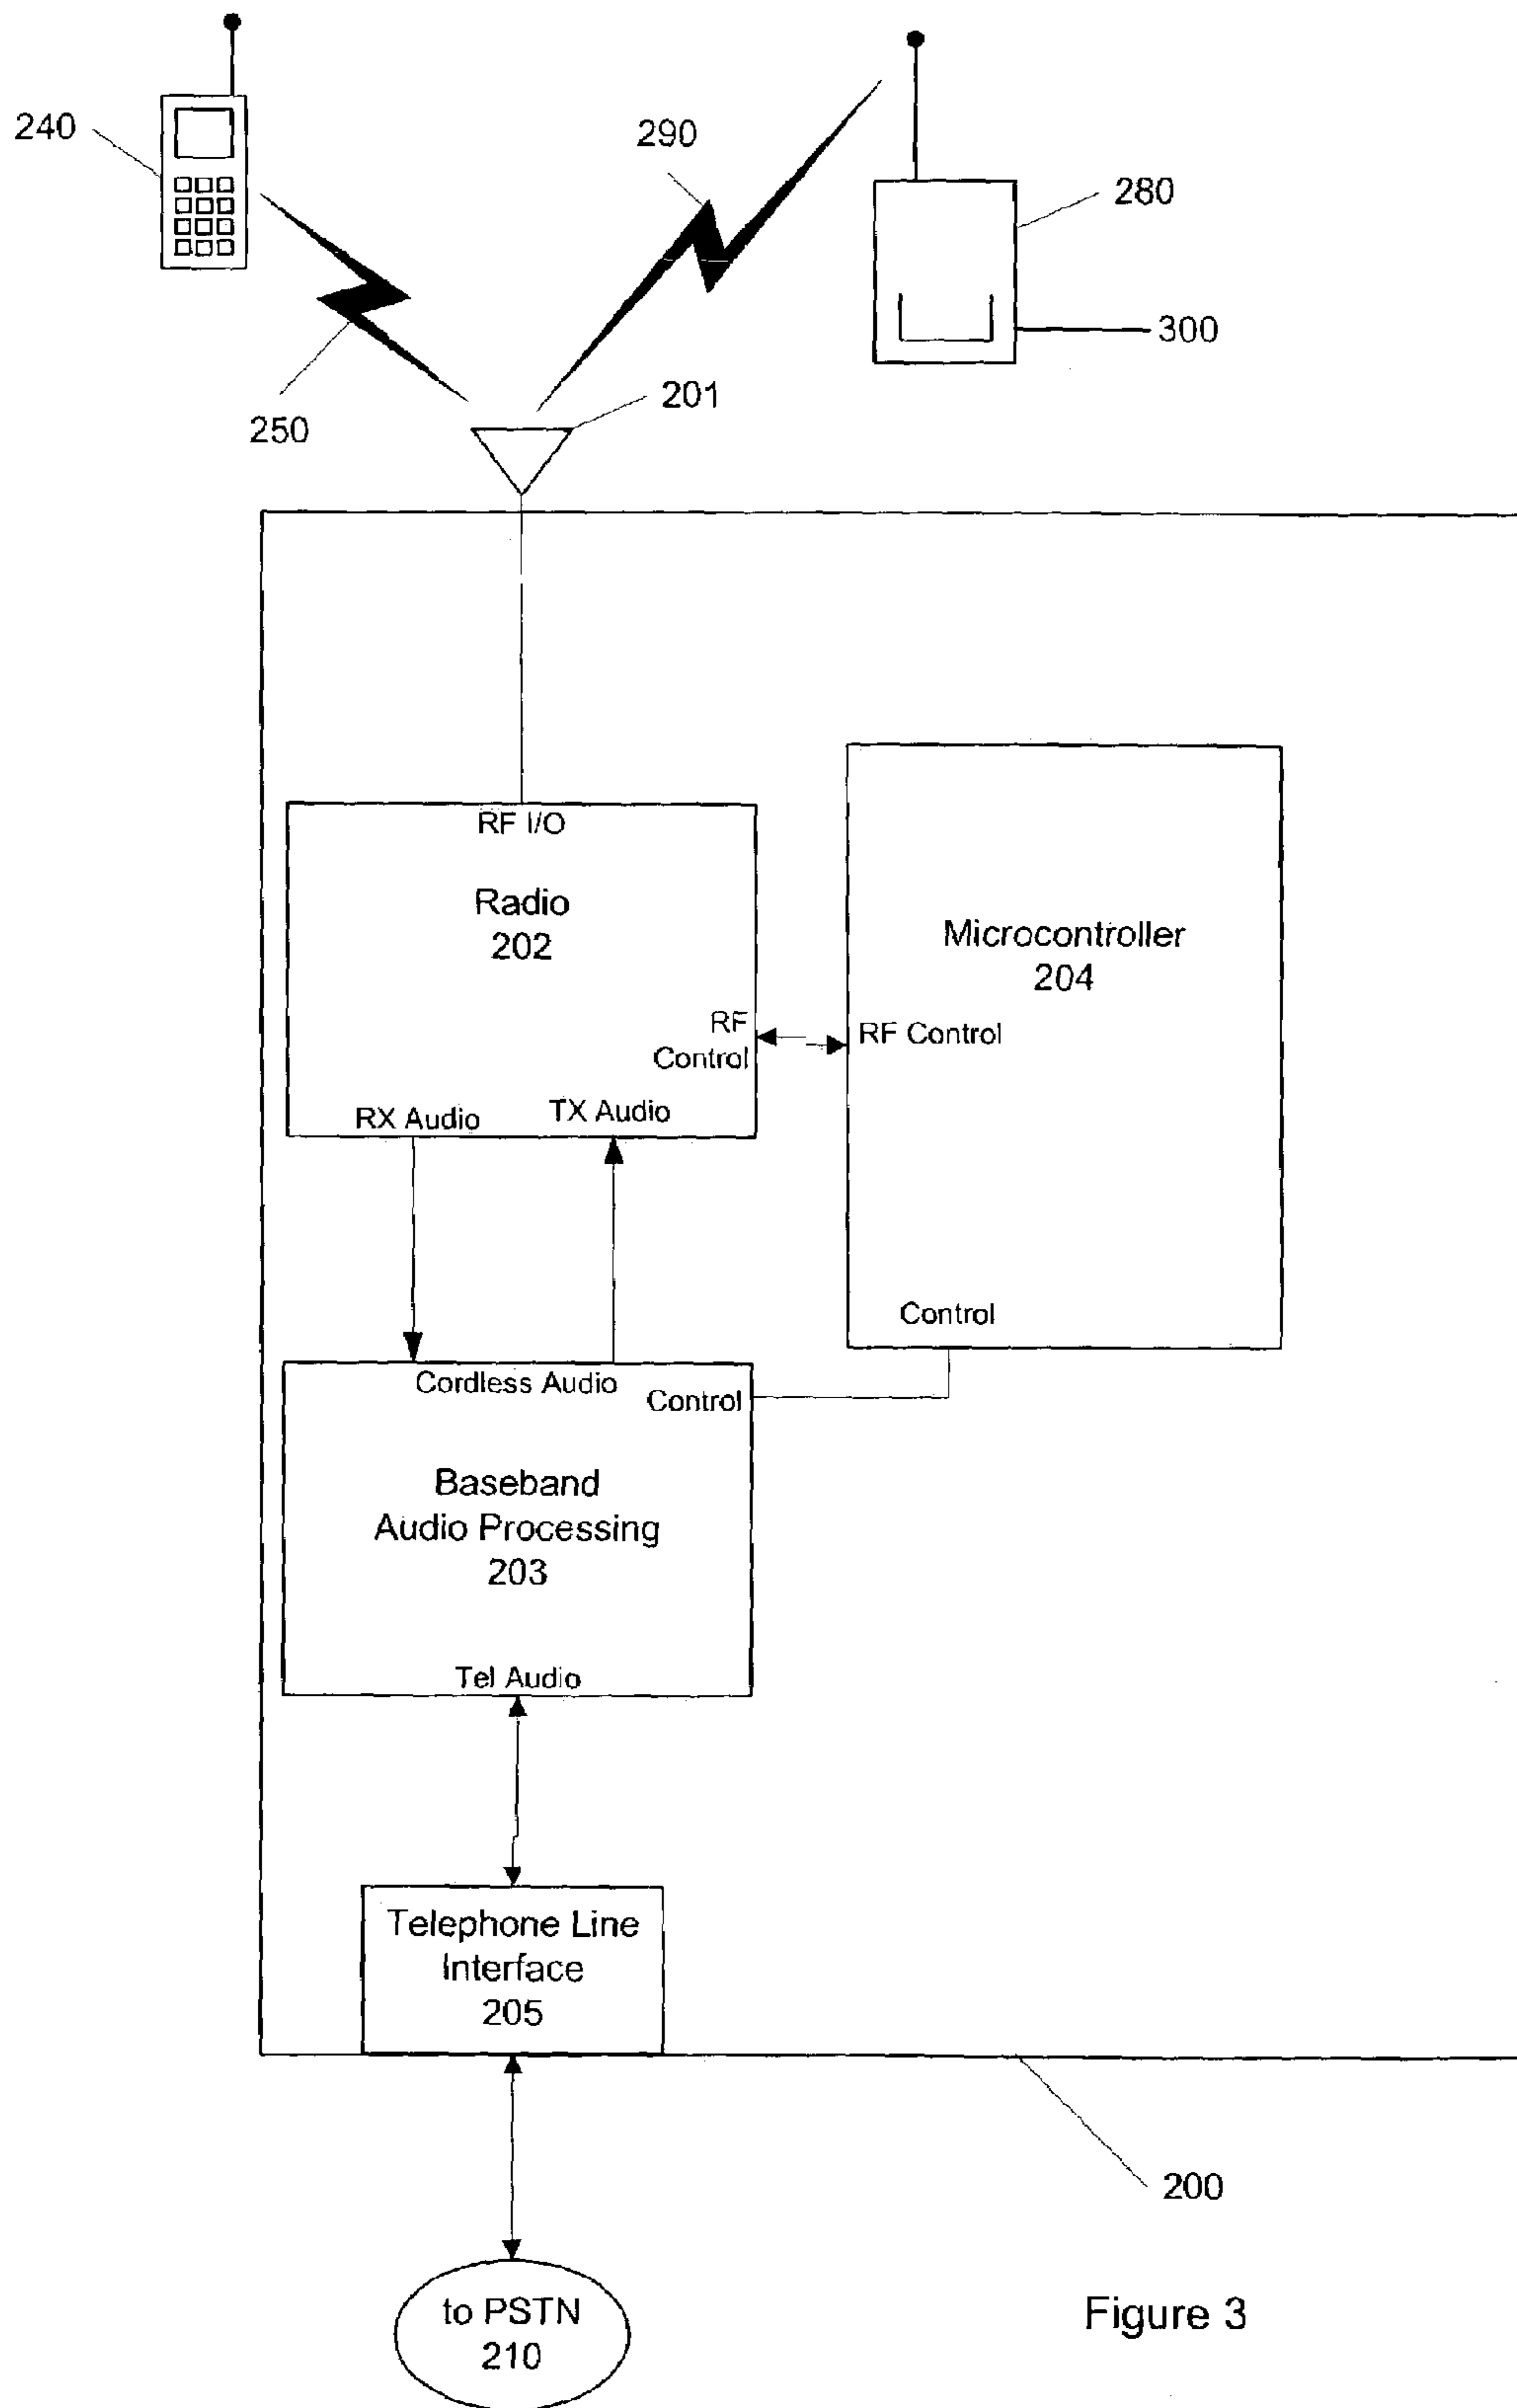 240
290
280
300
250
201
RF I/O
Radio
202
Microcontroller
204
RF
Control
RF Control
RX Audio
TX Audio
Control
Cordless Audio
Control
Baseband
Audio Processing
203
Tel Audio
Telephone Line
Interface
205
200
to PSTN
210
Figure 3